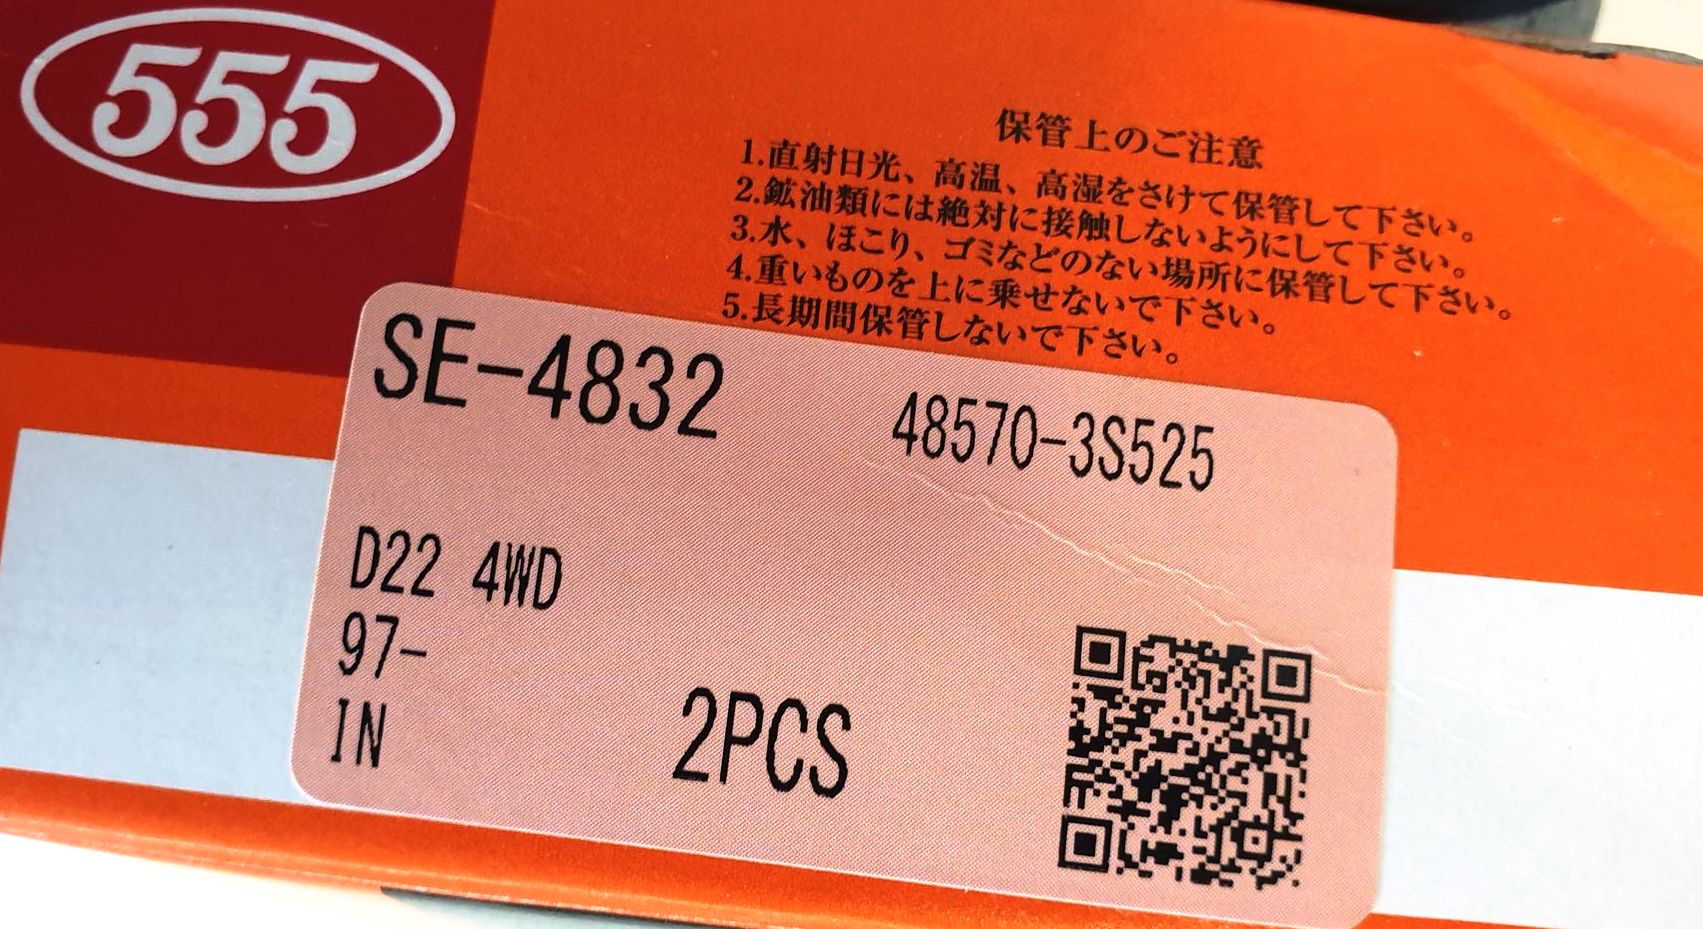 555
保管上のご注意
1.直射日光、高温、高湿をさけて保管して下さい。
2.鉱油類には絶対に接触しないようにして下さい。
3.水、ほこり、ゴミなどのない場所に保管して下さい。
4.重いものを上に乗せないで下さい。
5.長期間保管しないで下さい。
SE-4832
48570-3S525
D22 4WD
97-
IN
2PCS